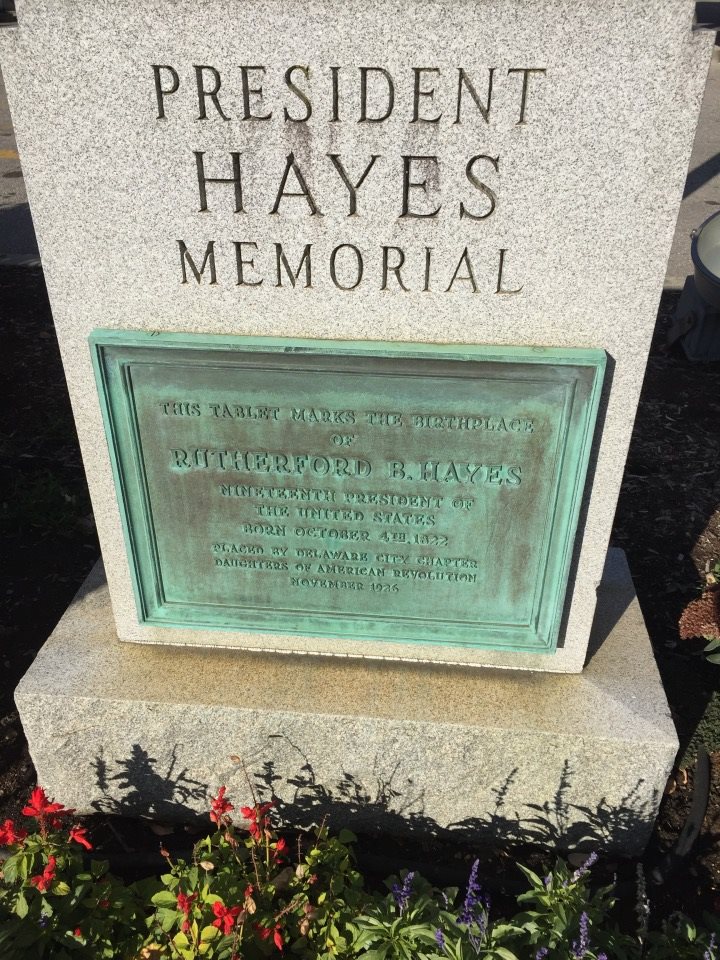 PRESIDENT
HAYES
MEMORIAL
THIS TABLET MARKS THE BIRTHPLACE
OF
RUTHERFORD B. HAYES
NINETEENTH PRESIDENT OF
THE UNITED STATES
BORN OCTOBER 4TH, 1822
PLACED BY DELAWARE CITY CHAPTER
DAUGHTERS OF AMERICAN REVOLUTION
NOVEMBER 1926